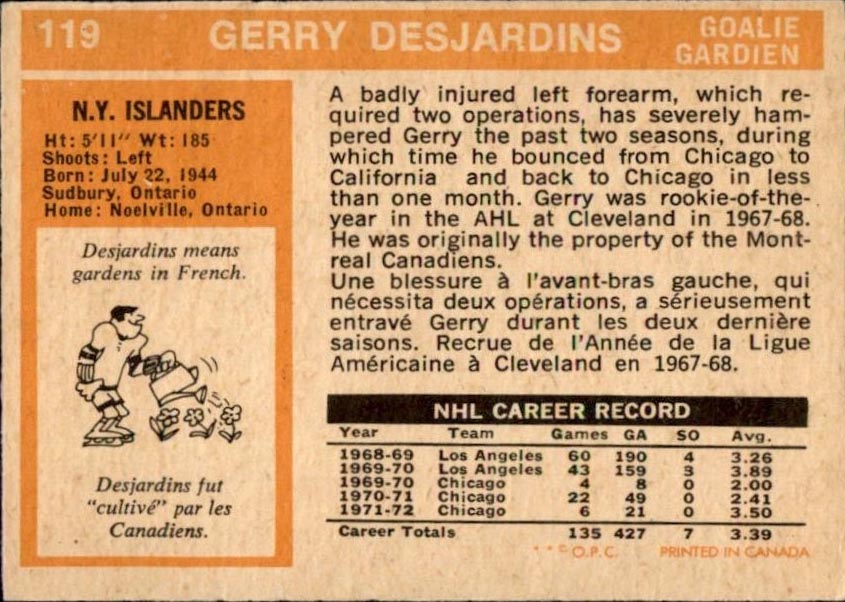 119 GERRY DESJARDINS GOALIE
GARDIEN
N.Y. ISLANDERS
Ht: 5'11" Wt: 185
Shoots: Left
Born: July 22, 1944
Sudbury, Ontario
Home: Noelville, Ontario
Desjardins means
gardens in French.
Desjardins fut
"cultivé" par les
Canadiens.
A badly injured left forearm, which re-
quired two operations, has severely ham-
pered Gerry the past two seasons, during
which time he bounced from Chicago to
California and back to Chicago in less
than one month. Gerry was rookie-of-the-
year in the AHL at Cleveland in 1967-68.
He was originally the property of the Mont-
real Canadiens.
Une blessure à l'avant-bras gauche, qui
nécessita deux opérations, a sérieusement
entravé Gerry durant les deux dernière
saisons. Recrue de l'Année de la Ligue
Américaine à Cleveland en 1967-68.
NHL CAREER RECORD
Year Team Games GA SO Avg.
1968-69 Los Angeles 60 190 4 3.26
1969-70 Los Angeles 43 159 3 3.89
1969-70 Chicago 4 8 0 2.00
1970-71 Chicago 22 49 0 2.41
1971-72 Chicago 6 21 0 3.50
Career Totals 135 427 7 3.39
* * © O.P.C. PRINTED IN CANADA